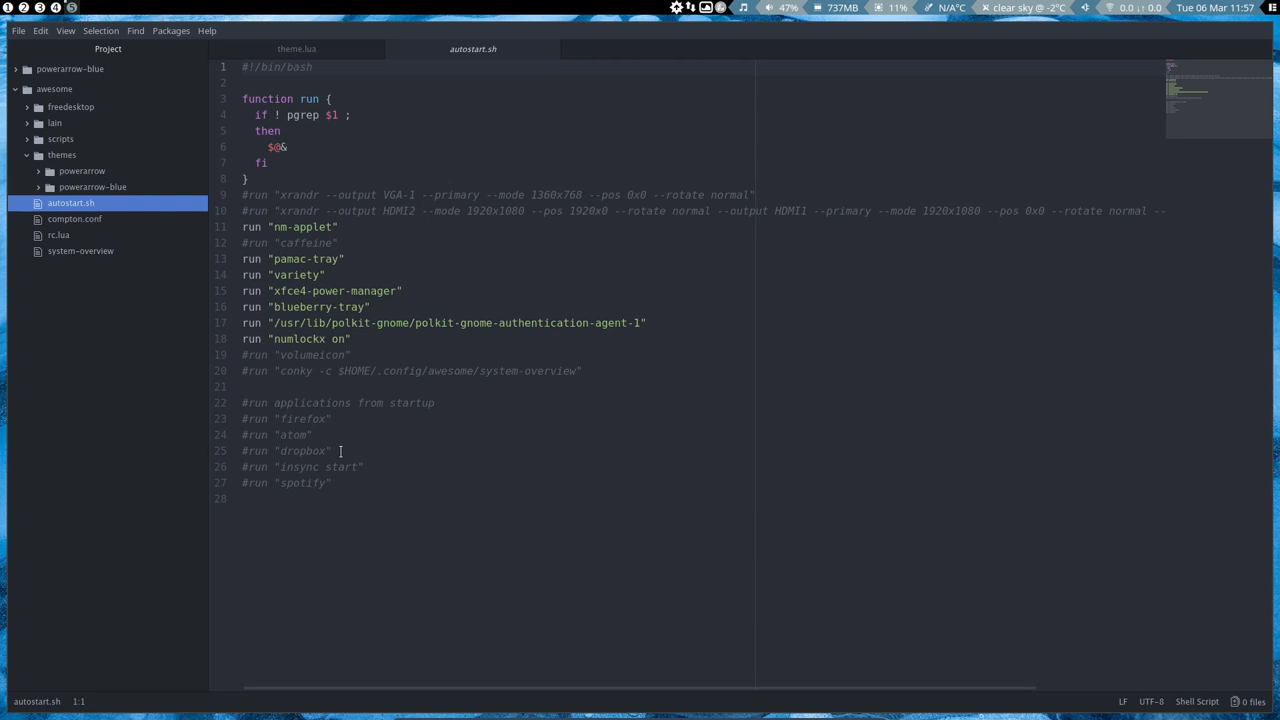 1 2 3 4 5 47% 737MB 11% N/A°C clear sky @ -2°C 0.0 ↓↑ 0.0 Tue 06 Mar 11:57
File Edit View Selection Find Packages Help
Project theme.lua autostart.sh
powerarrow-blue
awesome
freedesktop
lain
scripts
themes
powerarrow
powerarrow-blue
autostart.sh
compton.conf
rc.lua
system-overview
1 #!/bin/bash
2
3 function run {
4 if ! pgrep $1 ;
5 then
6 $@&
7 fi
8 }
9 #run "xrandr --output VGA-1 --primary --mode 1360x768 --pos 0x0 --rotate normal"
10 #run "xrandr --output HDMI2 --mode 1920x1080 --pos 1920x0 --rotate normal --output HDMI1 --primary --mode 1920x1080 --pos 0x0 --rotate normal --
11 run "nm-applet"
12 #run "caffeine"
13 run "pamac-tray"
14 run "variety"
15 run "xfce4-power-manager"
16 run "blueberry-tray"
17 run "/usr/lib/polkit-gnome/polkit-gnome-authentication-agent-1"
18 run "numlockx on"
19 #run "volumeicon"
20 #run "conky -c $HOME/.config/awesome/system-overview"
21
22 #run applications from startup
23 #run "firefox"
24 #run "atom"
25 #run "dropbox"
26 #run "insync start"
27 #run "spotify"
28
autostart.sh 1:1 LF UTF-8 Shell Script 0 files